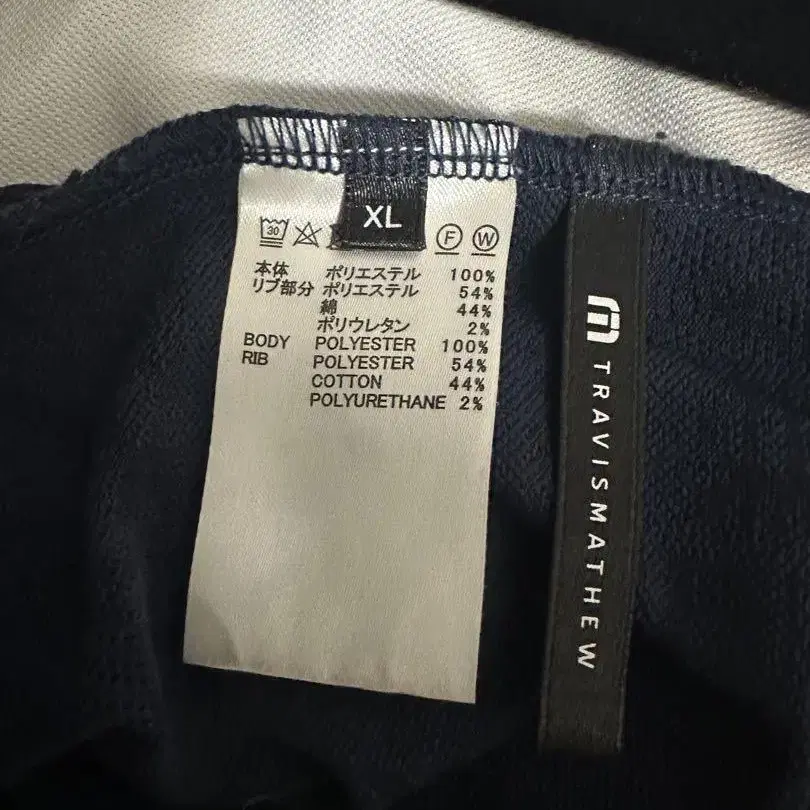 XL
30 F W
本体 ポリエステル 100%
リブ部分 ポリエステル 54%
綿 44%
ポリウレタン 2%
BODY POLYESTER 100%
RIB POLYESTER 54%
COTTON 44%
POLYURETHANE 2%
TRAVISMATHEW